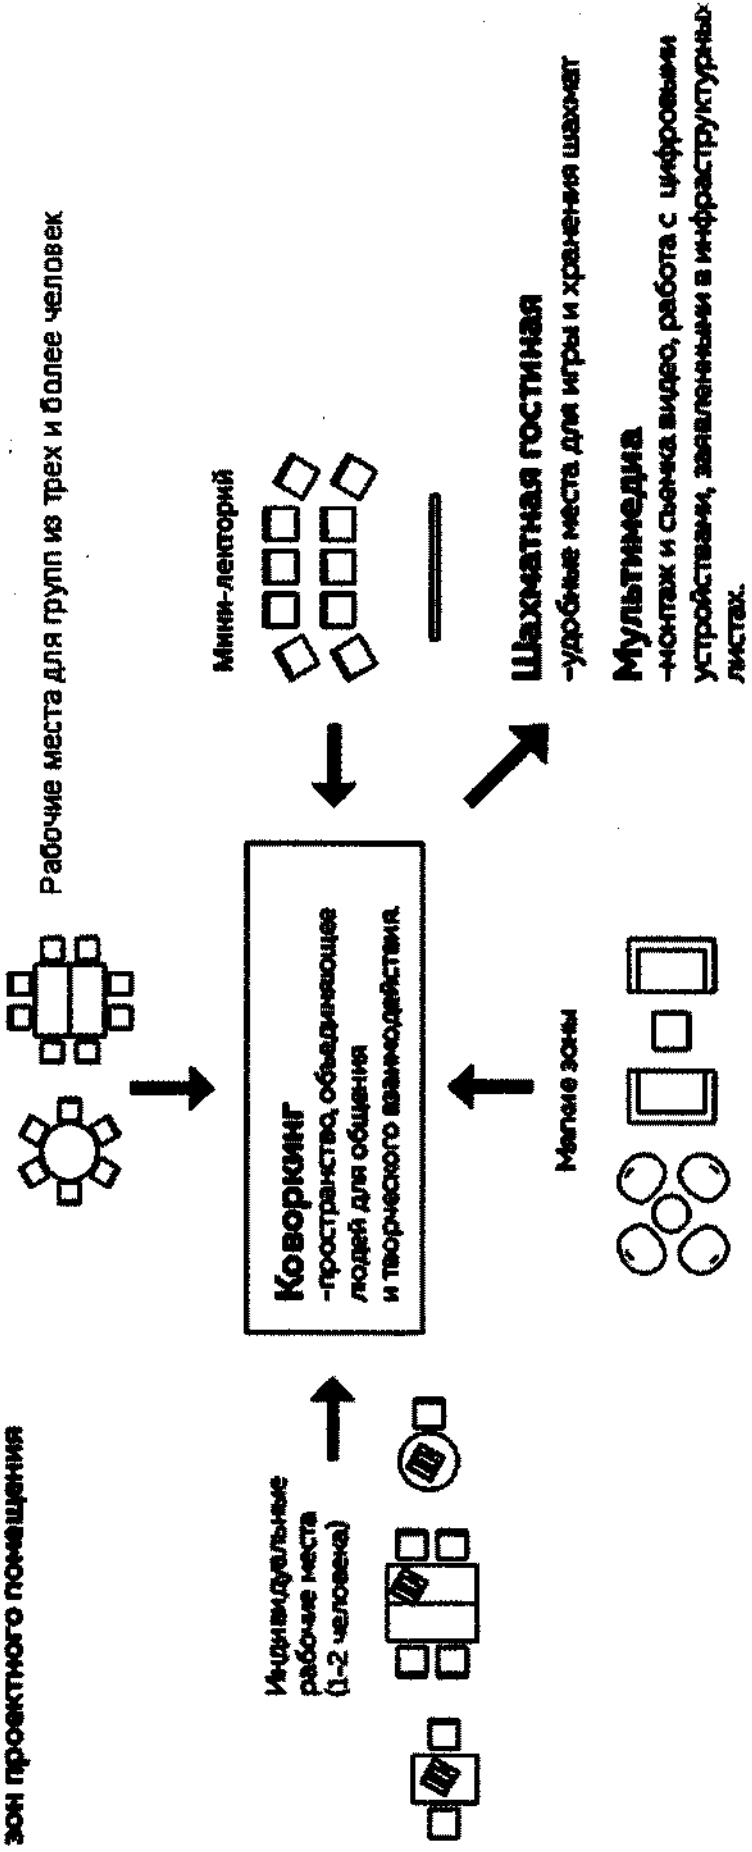 зон проектного помещения
Рабочие места для групп из трех и более человек
Индивидуальные
рабочие места
(1-2 человека)
Коворкинг
-пространство, объединяющее
людей для общения
и творческого взаимодействия.
Мини-лекторий
Мягкие зоны
Шахматная гостиная
-удобные места для игры и хранения шахмат
Мультимедиа
-монтаж и съемка видео, работа с цифровыми
устройствами, заявленными в инфраструктурных
листах.